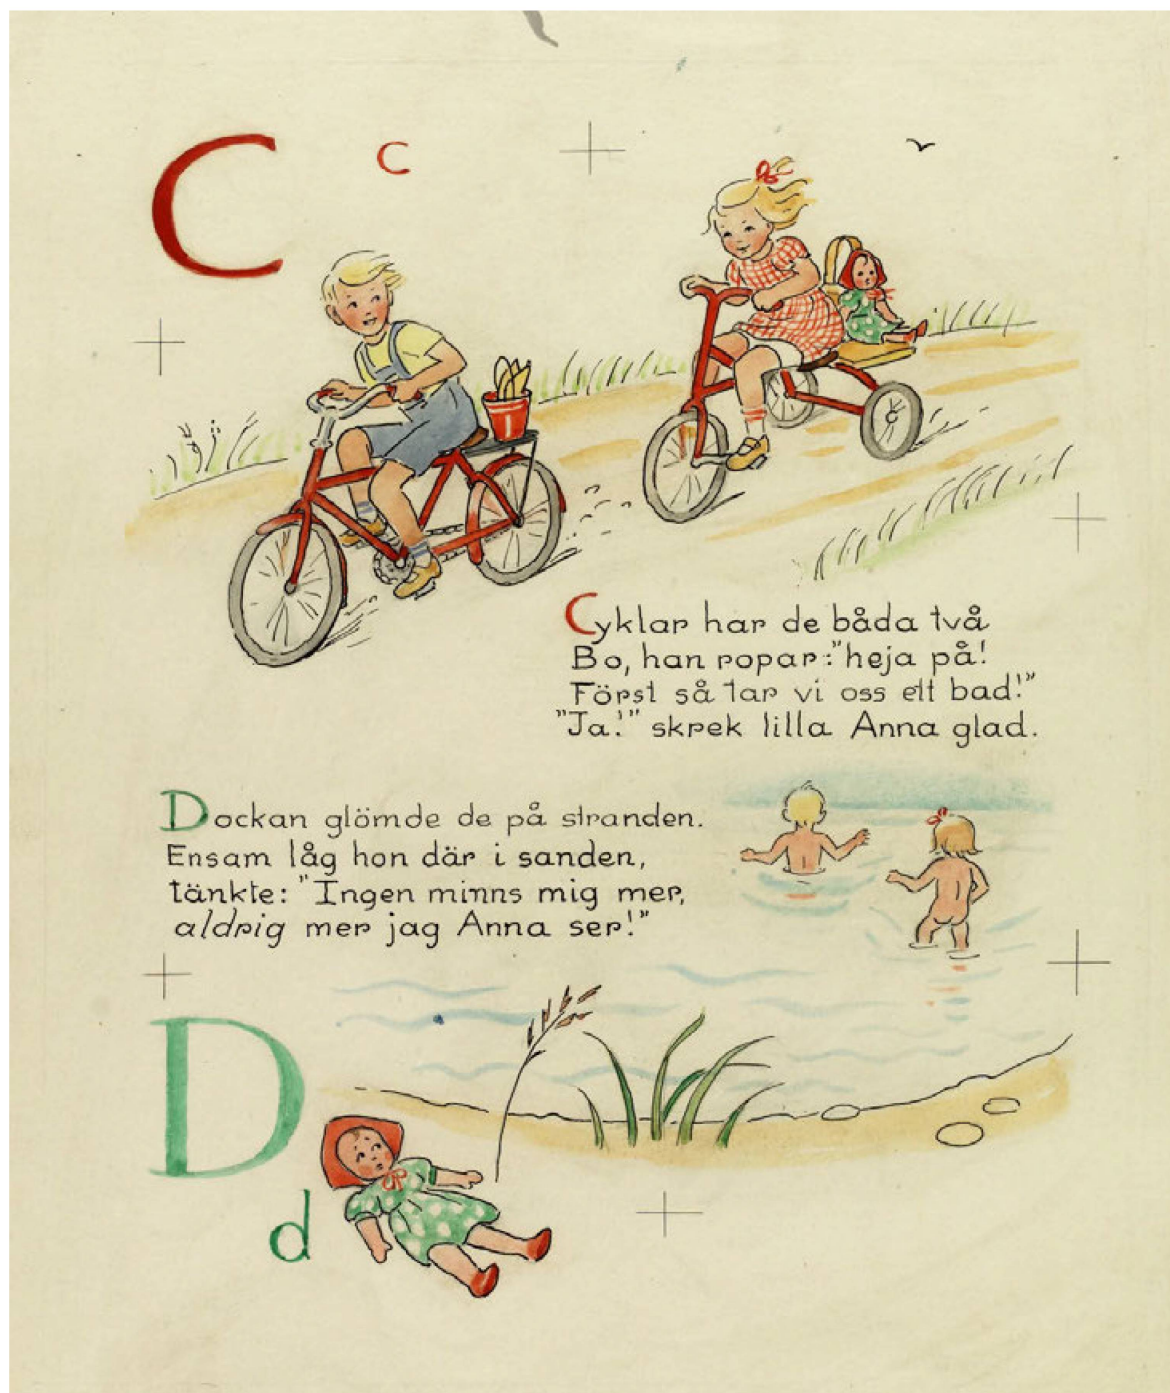 C c
Cyklar har de båda två
Bo, han ropar: "heja på!
Först så tar vi oss ett bad!"
"Ja!" skrek lilla Anna glad.
Dockan glömde de på stranden.
Ensam låg hon där i sanden,
tänkte: "Ingen minns mig mer,
aldrig mer jag Anna ser!"
D
d